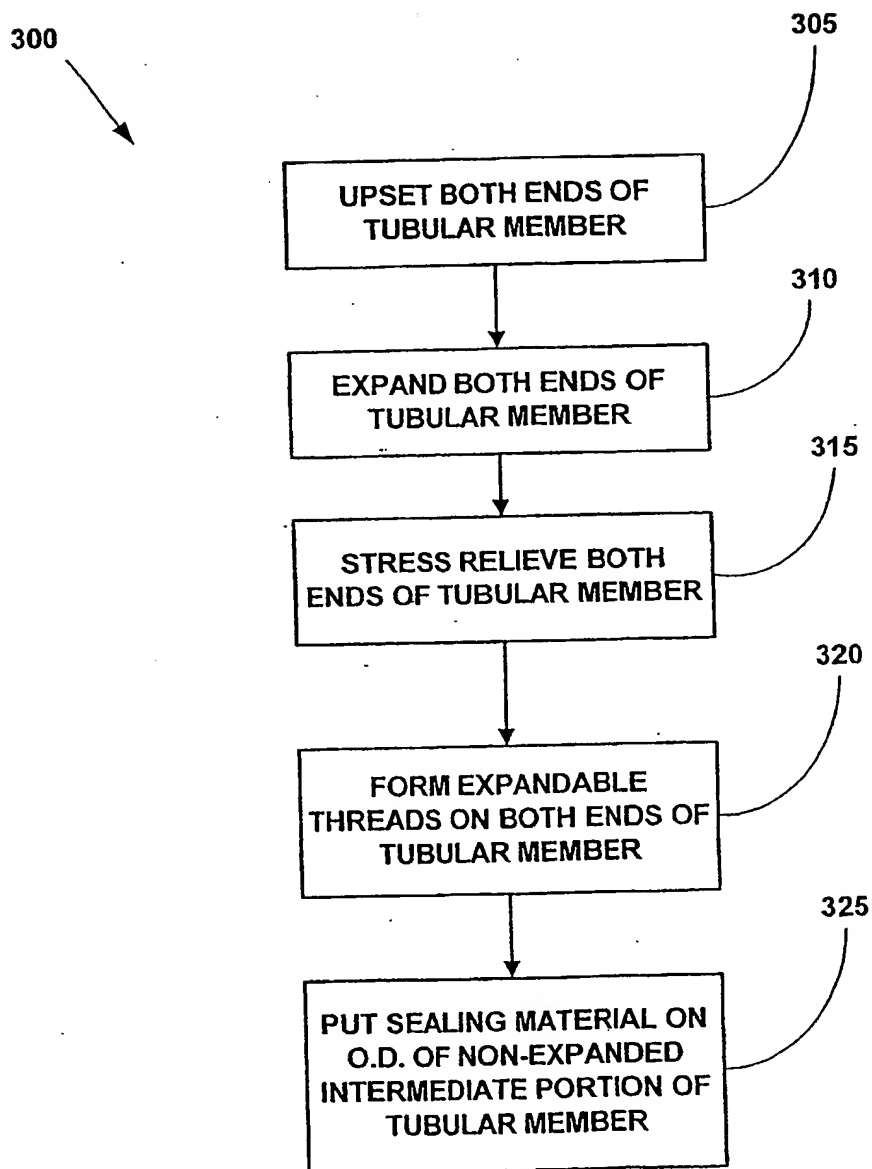 300
305
UPSET BOTH ENDS OF
TUBULAR MEMBER
310
EXPAND BOTH ENDS OF
TUBULAR MEMBER
315
STRESS RELIEVE BOTH
ENDS OF TUBULAR MEMBER
320
FORM EXPANDABLE
THREADS ON BOTH ENDS OF
TUBULAR MEMBER
325
PUT SEALING MATERIAL ON
O.D. OF NON-EXPANDED
INTERMEDIATE PORTION OF
TUBULAR MEMBER